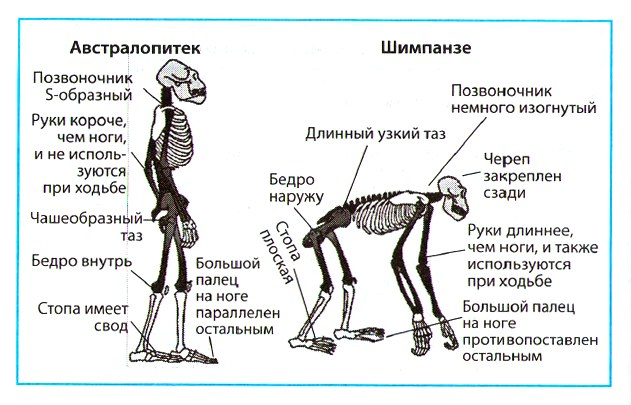 Австралопитек
Позвоночник
S-образный
Руки короче,
чем ноги,
и не исполь-
зуются
при ходьбе
Чашеобразный
таз
Бедро внутрь
Стопа имеет
свод
Большой
палец
на ноге
параллелен
остальным
Шимпанзе
Позвоночник
немного изогнутый
Длинный узкий таз
Череп
закреплен
сзади
Бедро
наружу
Стопа
плоская
Руки длиннее,
чем ноги, и также
используются
при ходьбе
Большой палец
на ноге
противопоставлен
остальным